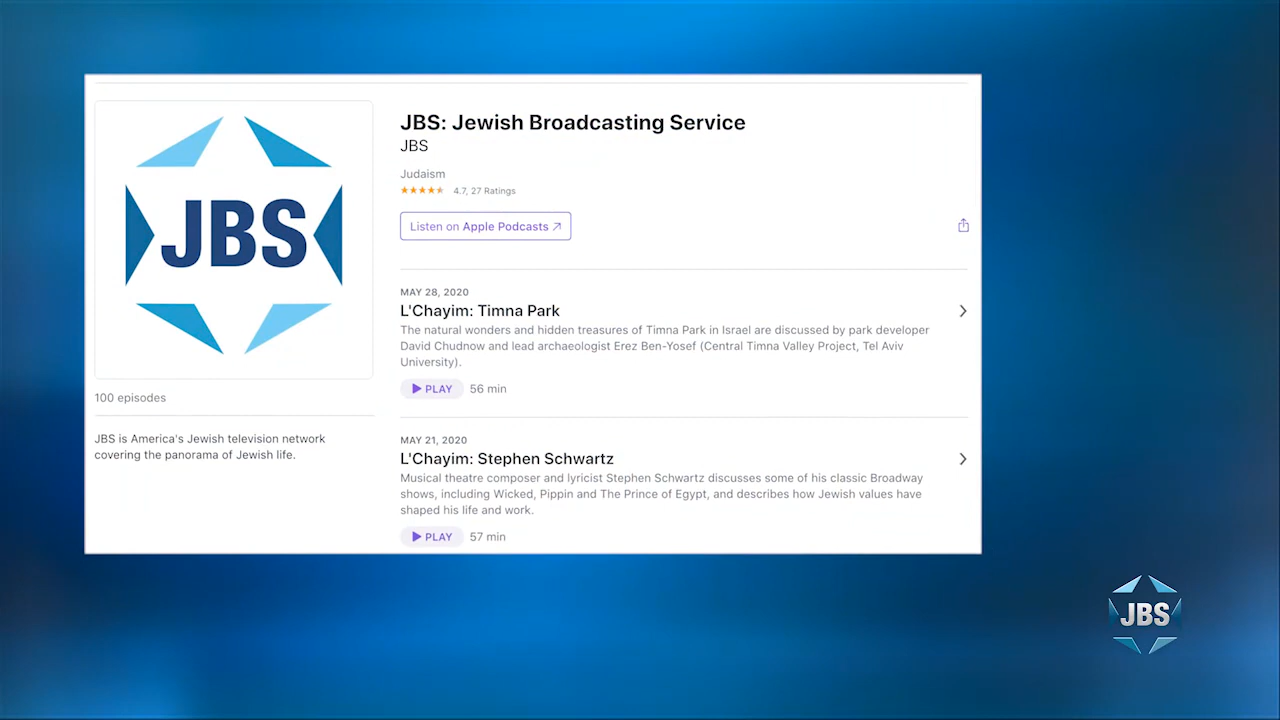 JBS
JBS: Jewish Broadcasting Service
JBS
Judaism
4.7, 27 Ratings
Listen on Apple Podcasts
MAY 28, 2020
L'Chayim: Timna Park
The natural wonders and hidden treasures of Timna Park in Israel are discussed by park developer
David Chudnow and lead archaeologist Erez Ben-Yosef (Central Timna Valley Project, Tel Aviv
University).
PLAY 56 min
100 episodes
JBS is America's Jewish television network
covering the panorama of Jewish life.
MAY 21, 2020
L'Chayim: Stephen Schwartz
Musical theatre composer and lyricist Stephen Schwartz discusses some of his classic Broadway
shows, including Wicked, Pippin and The Prince of Egypt, and describes how Jewish values have
shaped his life and work.
PLAY 57 min
JBS